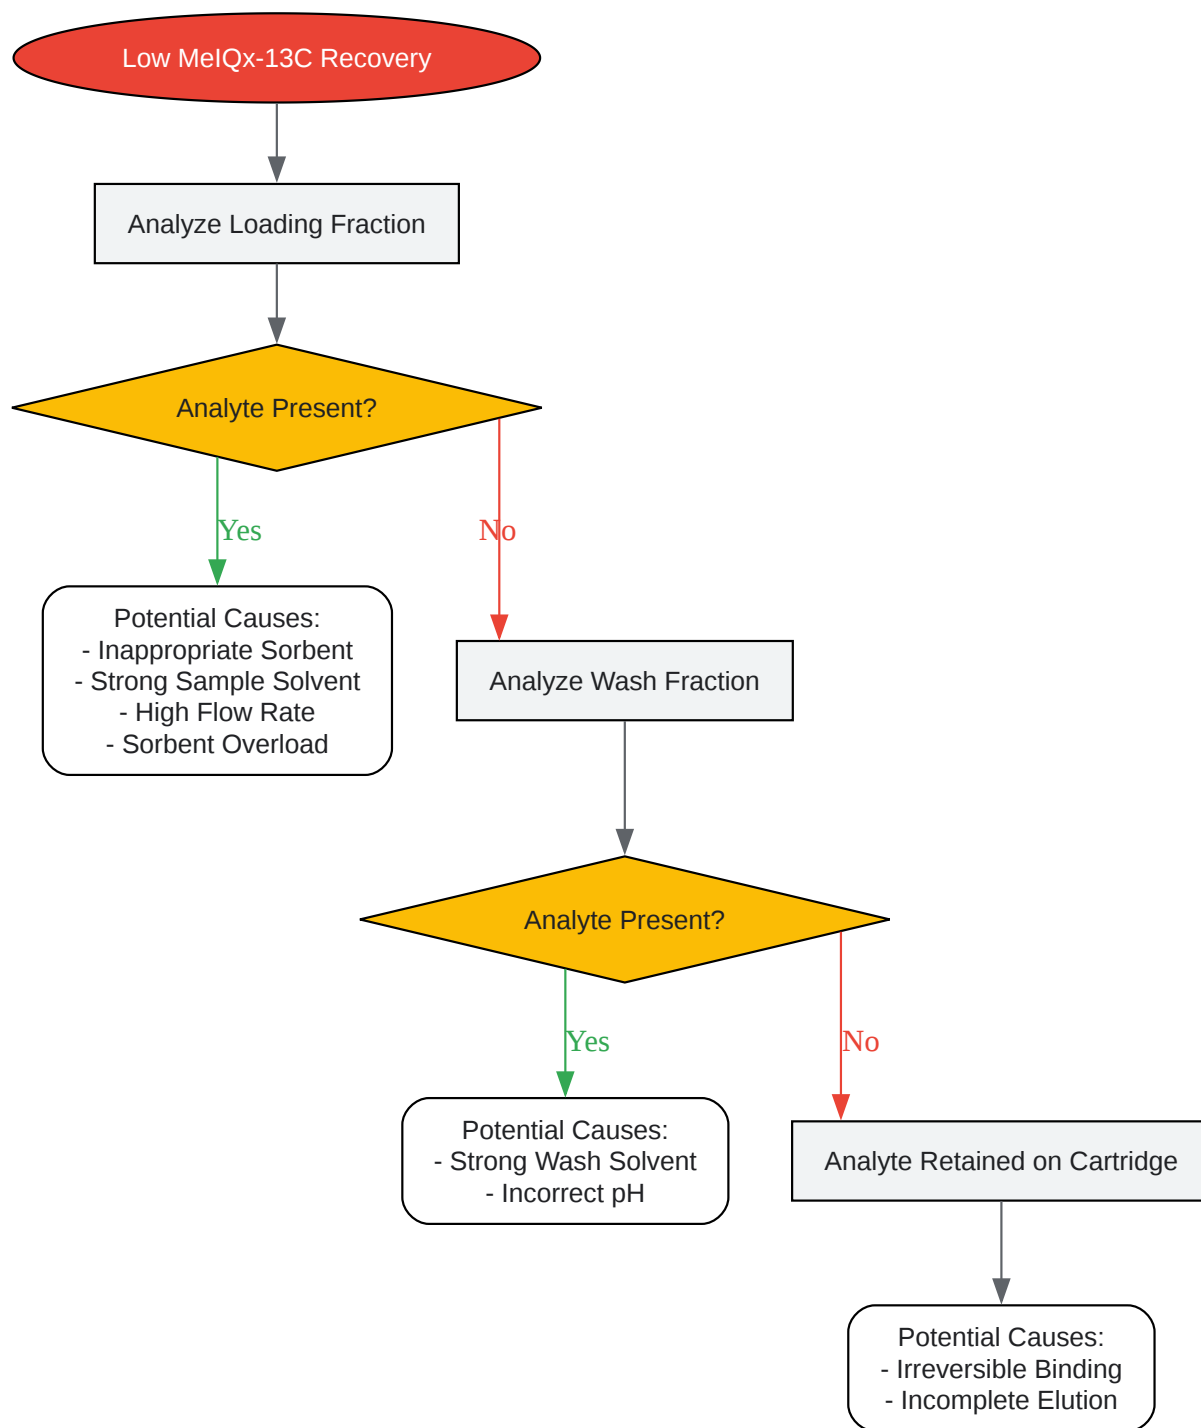 Low MeIQx-13C Recovery
Analyze Loading Fraction
Analyte Present?
Yes
No
Potential Causes:
- Inappropriate Sorbent
- Strong Sample Solvent
- High Flow Rate
- Sorbent Overload
Analyze Wash Fraction
Analyte Present?
Yes
No
Potential Causes:
- Strong Wash Solvent
- Incorrect pH
Analyte Retained on Cartridge
Potential Causes:
- Irreversible Binding
- Incomplete Elution